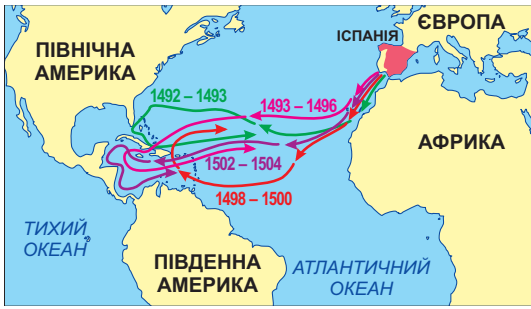 ЄВРОПА
ІСПАНІЯ
ПІВНІЧНА
АМЕРИКА
1492 – 1493
1493 – 1496
АФРИКА
1502 – 1504
1498 – 1500
ТИХИЙ
ОКЕАН
ПІВДЕННА
АМЕРИКА
АТЛАНТИЧНИЙ
ОКЕАН